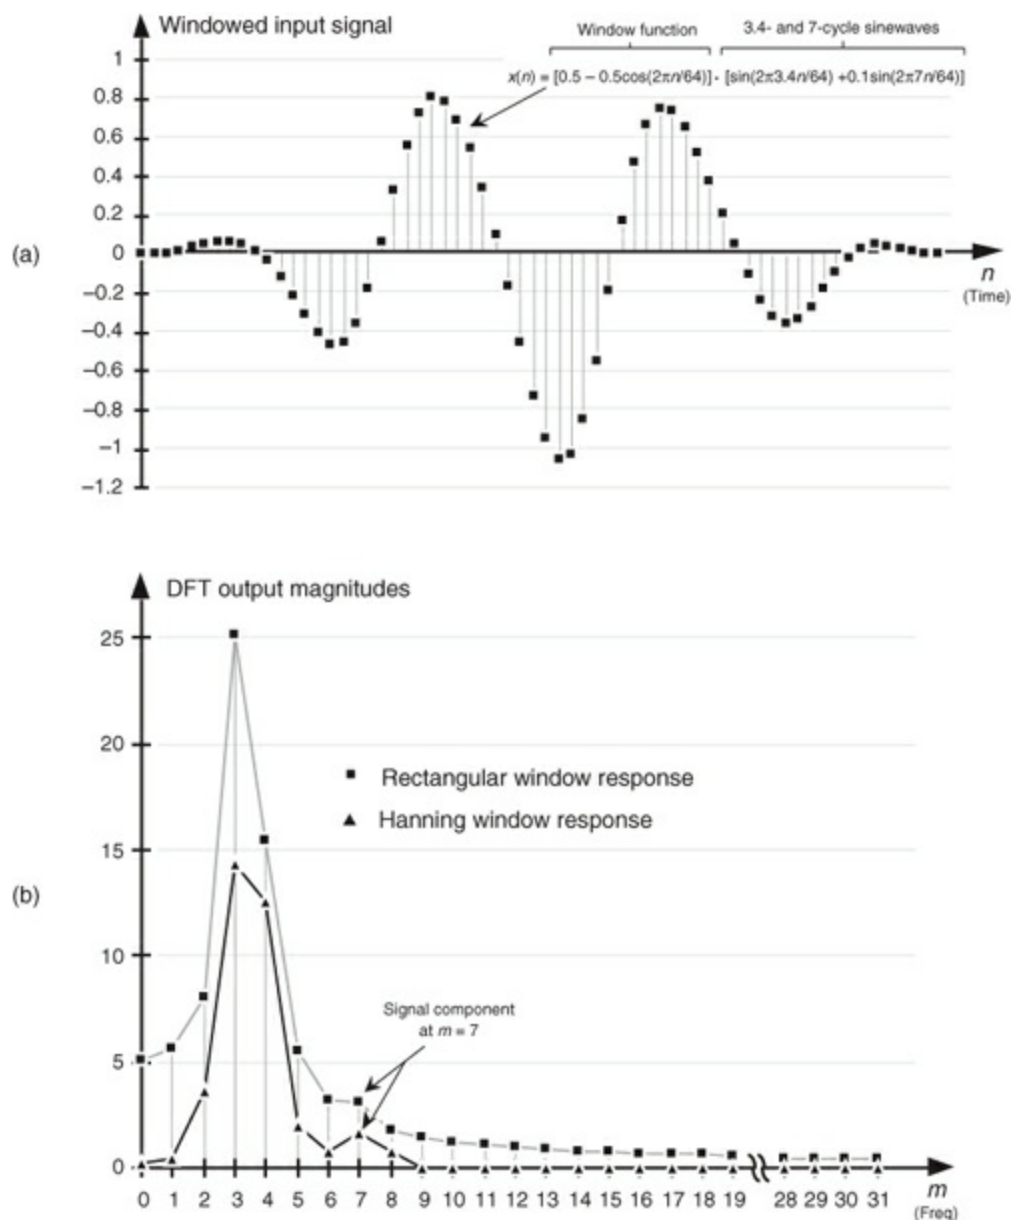 Windowed input signal
Window function
3.4- and 7-cycle sinewaves
x(n) = [0.5 – 0.5cos(2πn/64)] · [sin(2π3.4n/64) +0.1sin(2π7n/64)]
1
0.8
0.6
0.4
0.2
0
–0.2
–0.4
–0.6
–0.8
–1
–1.2
(a)
n
(Time)
DFT output magnitudes
25
20
15
10
5
0
Rectangular window response
Hanning window response
(b)
Signal component
at m = 7
0 1 2 3 4 5 6 7 8 9 10 11 12 13 14 15 16 17 18 19 28 29 30 31
m
(Freq)